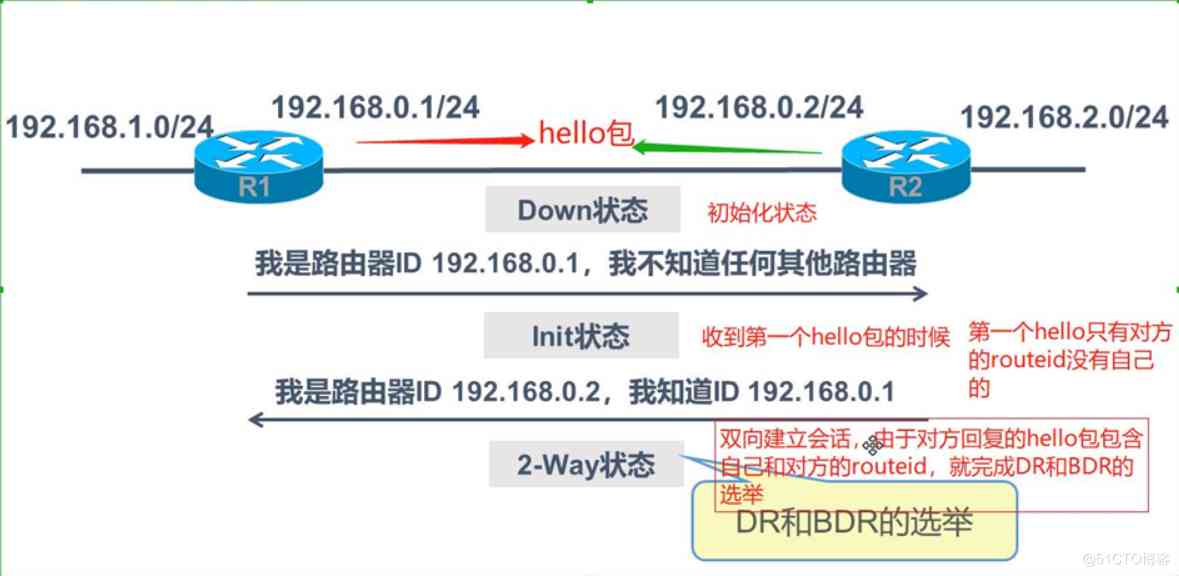 192.168.1.0/24
192.168.0.1/24
hello包
192.168.0.2/24
192.168.2.0/24
R1
R2
Down状态
初始化状态
我是路由器ID 192.168.0.1，我不知道任何其他路由器
Init状态
收到第一个hello包的时候
第一个hello只有对方
的routeid没有自己
的
我是路由器ID 192.168.0.2，我知道ID 192.168.0.1
2-Way状态
双向建立会话，由于对方回复的hello包包含
自己和对方的routeid，就完成DR和BDR的
选举
DR和BDR的选举
@51CTO博客